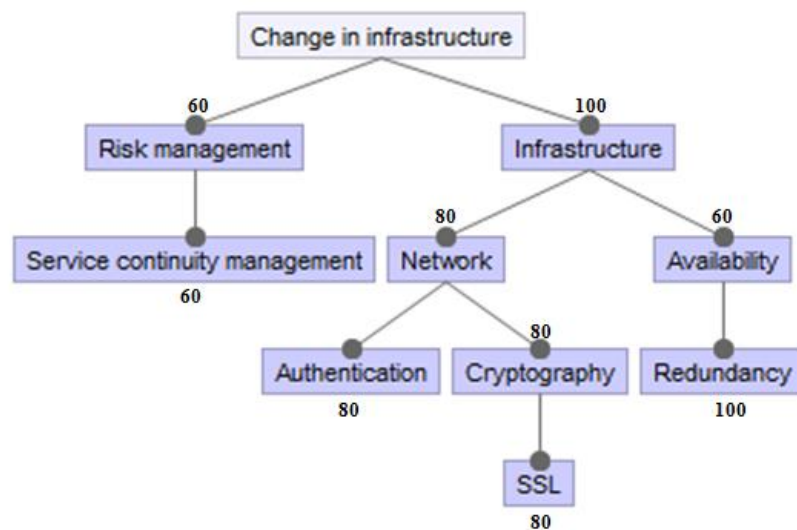 Change in infrastructure
60
100
Risk management
Infrastructure
80
60
Service continuity management
Network
Availability
60
80
Authentication
Cryptography
Redundancy
80
100
SSL
80